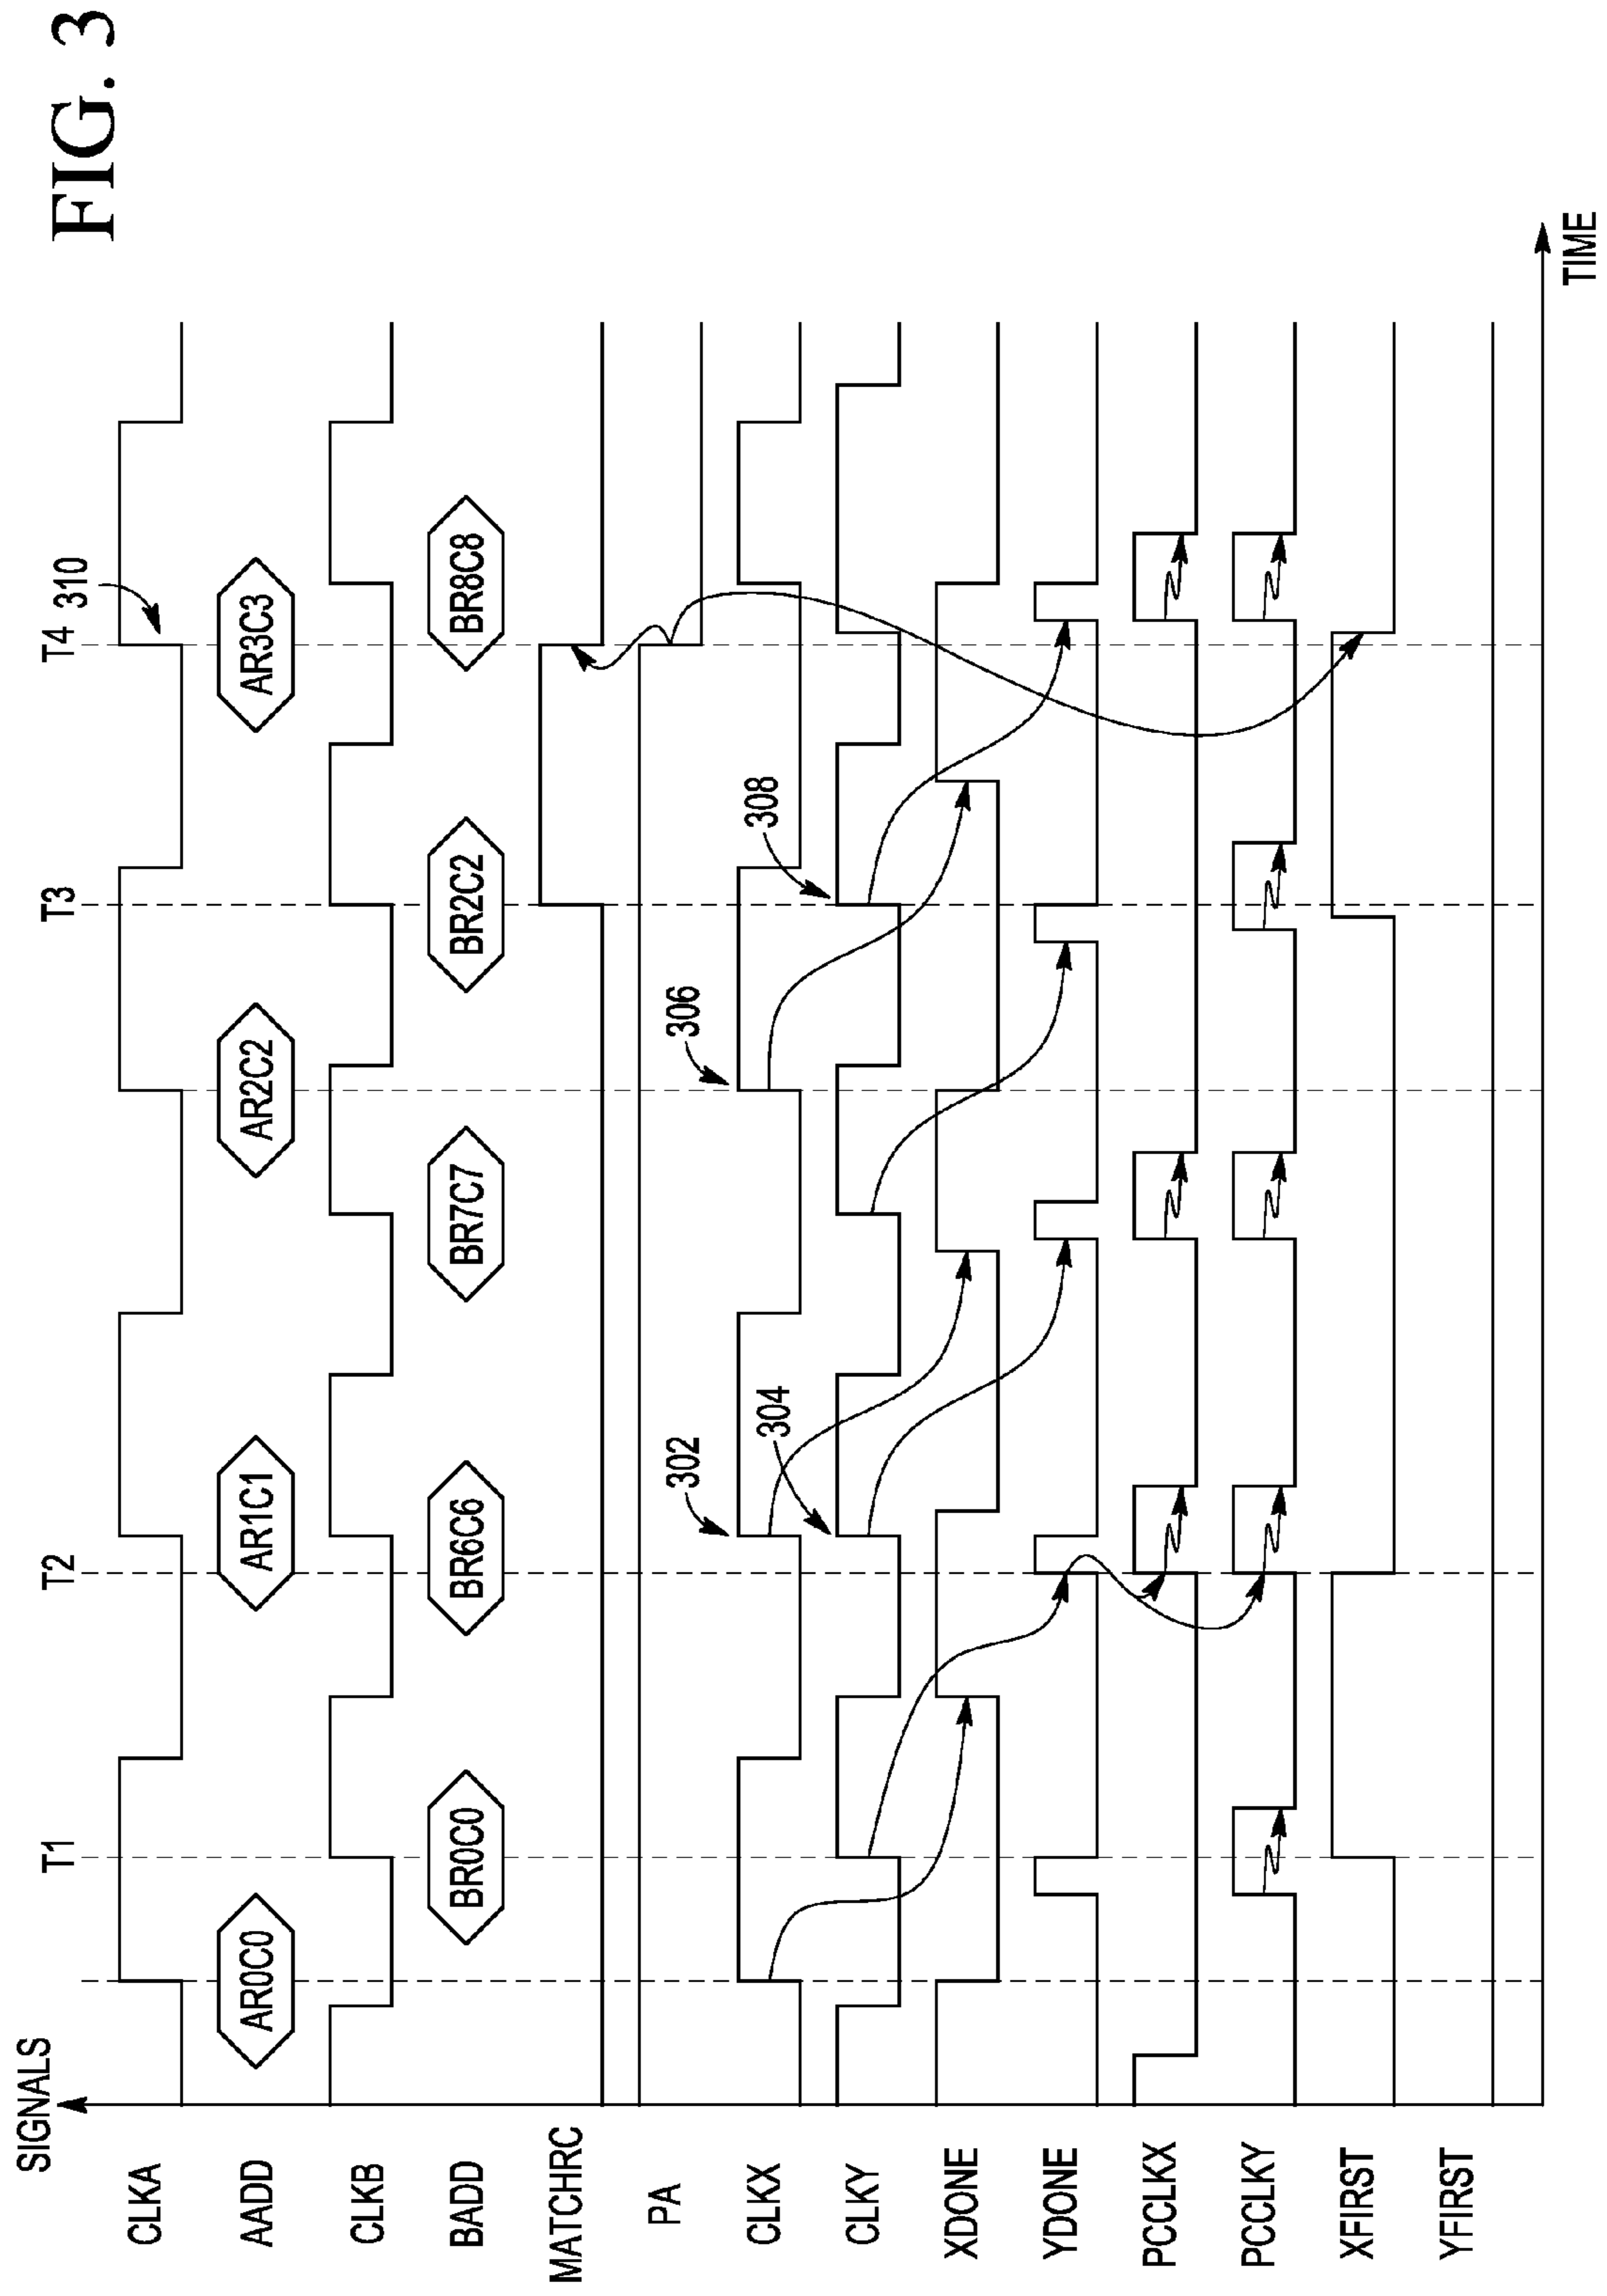 FIG. 3
SIGNALS
T1
T2
T3
T4
310
CLKA
AADD
AR0C0
AR1C1
AR2C2
AR3C3
CLKB
BADD
BR0C0
BR6C6
BR7C7
BR2C2
BR8C8
MATCHRC
PA
302
306
CLKX
304
308
CLKY
XDONE
YDONE
PCCLKX
PCCLKY
XFIRST
YFIRST
TIME